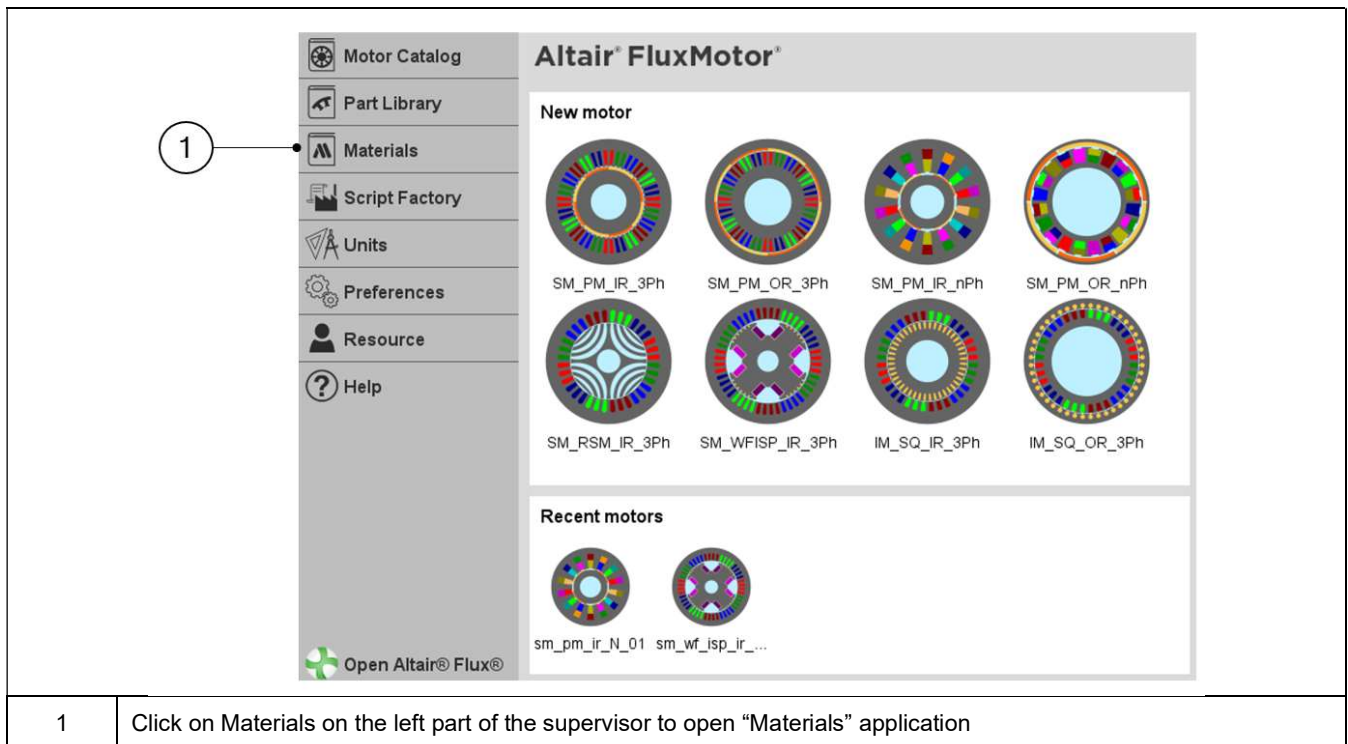 Motor Catalog
Part Library
1
Materials
Script Factory
Units
Preferences
Resource
Help
Open Altair® Flux®
Altair® FluxMotor®
New motor
SM_PM_IR_3Ph SM_PM_OR_3Ph SM_PM_IR_nPh SM_PM_OR_nPh
SM_RSM_IR_3Ph SM_WFISP_IR_3Ph IM_SQ_IR_3Ph IM_SQ_OR_3Ph
Recent motors
sm_pm_ir_N_01 sm_wf_isp_ir_...
1 Click on Materials on the left part of the supervisor to open “Materials” application